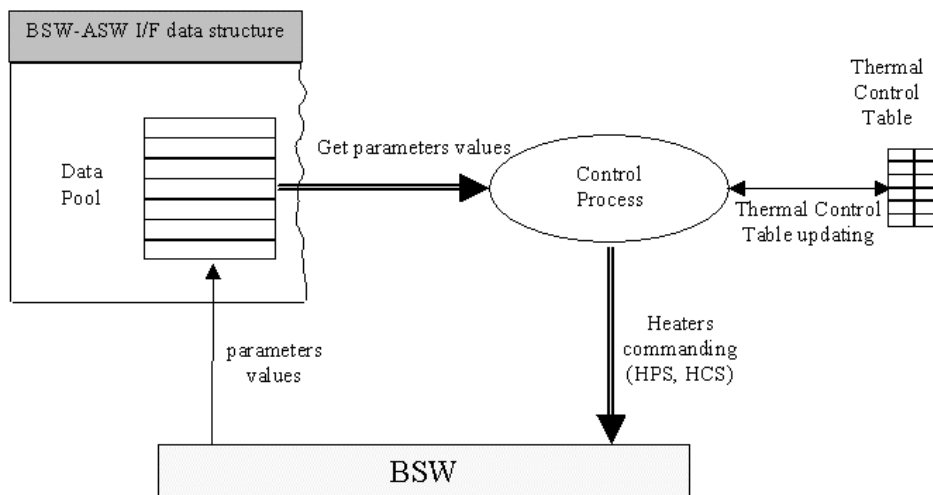 BSW-ASW I/F data structure
Data
Pool
Get parameters values
Control
Process
Thermal
Control
Table
Thermal Control
Table updating
parameters
values
Heaters
commanding
(HPS, HCS)
BSW